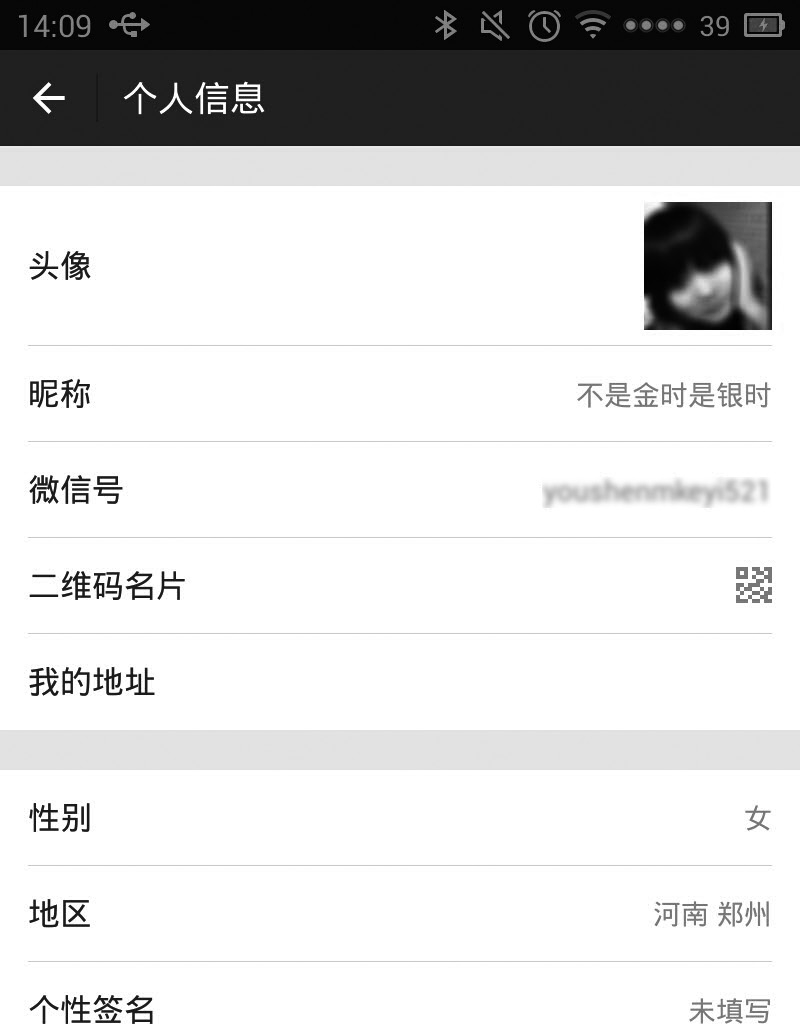 14:09 39
个人信息
头像
昵称 不是金时是银时
微信号 youshenmkeyi521
二维码名片
我的地址
性别 女
地区 河南 郑州
个性签名 未填写